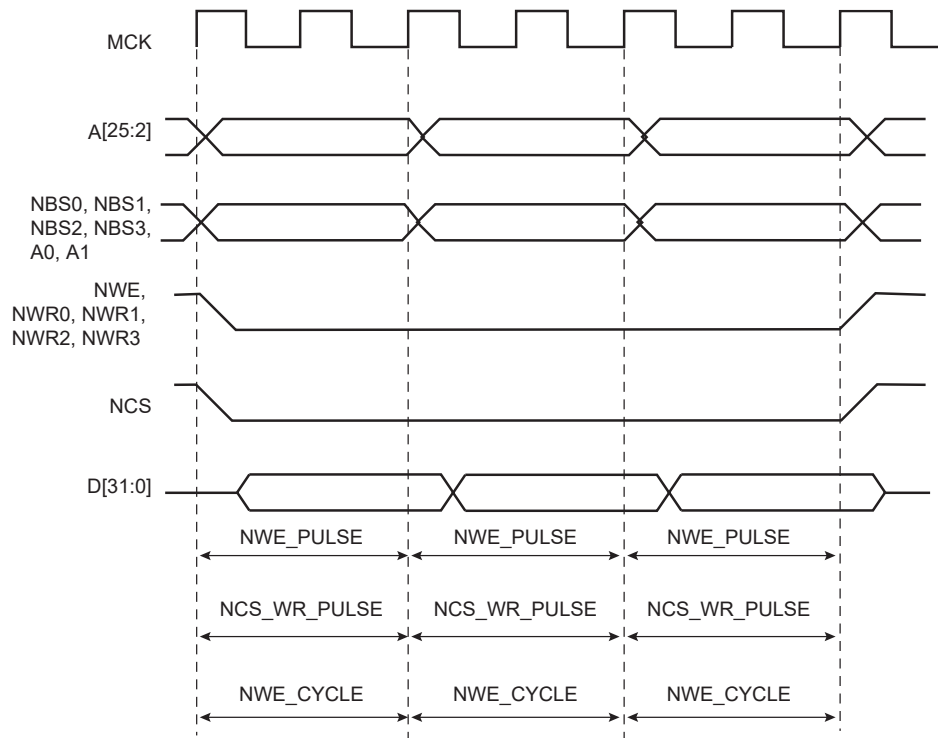 MCK
A[25:2]
NBS0, NBS1,
NBS2, NBS3,
A0, A1
NWE,
NWR0, NWR1,
NWR2, NWR3
NCS
D[31:0]
NWE_PULSE NWE_PULSE NWE_PULSE
NCS_WR_PULSE NCS_WR_PULSE NCS_WR_PULSE
NWE_CYCLE NWE_CYCLE NWE_CYCLE